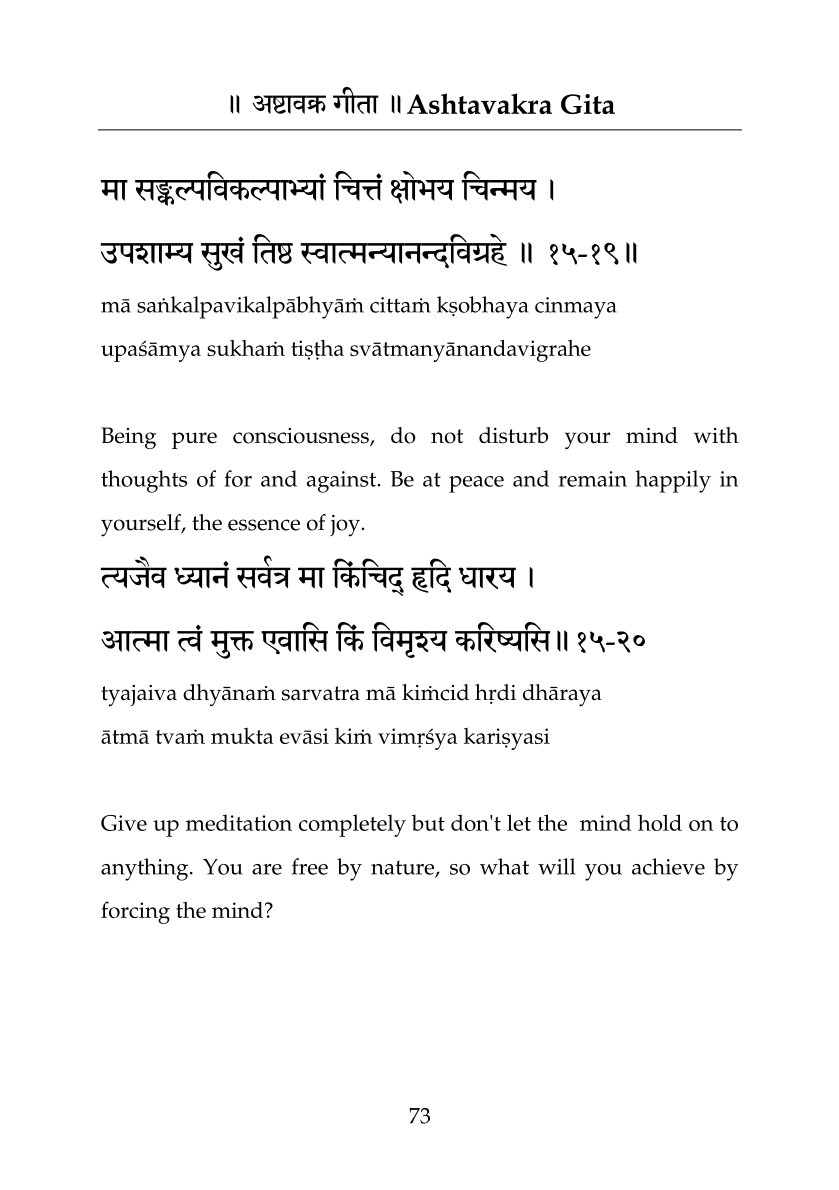 ॥ अष्टावक्र गीता ॥ Ashtavakra Gita
मा सङ्कल्पविकल्पाभ्यां चित्तं क्षोभय चिन्मय ।
उपशाम्य सुखं तिष्ठ स्वात्मन्यानन्दविग्रहे ॥ १५-१९॥
mā saṅkalpavikalpābhyāṁ cittaṁ kṣobhaya cinmaya
upaśāmya sukhaṁ tiṣṭha svātmanyānandavigrahe
Being pure consciousness, do not disturb your mind with
thoughts of for and against. Be at peace and remain happily in
yourself, the essence of joy.
त्यजैव ध्यानं सर्वत्र मा किंचिद् हृदि धारय ।
आत्मा त्वं मुक्त एवासि किं विमृश्य करिष्यसि॥ १५-२०
tyajaiva dhyānaṁ sarvatra mā kiṁcid hṛdi dhāraya
ātmā tvaṁ mukta evāsi kiṁ vimṛśya kariṣyasi
Give up meditation completely but don't let the  mind hold on to
anything. You are free by nature, so what will you achieve by
forcing the mind?
73